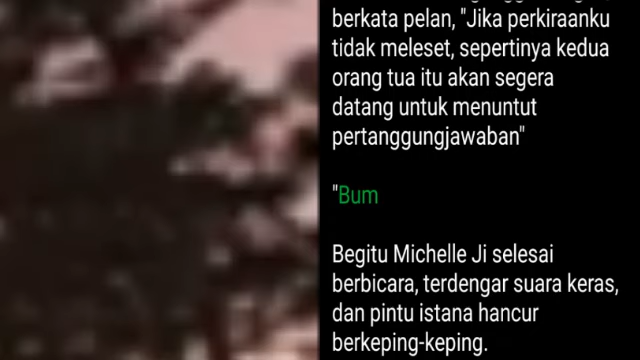 berkata pelan, "Jika perkiraanku
tidak meleset, sepertinya kedua
orang tua itu akan segera
datang untuk menuntut
pertanggungjawaban"
"Bum
Begitu Michelle Ji selesai
berbicara, terdengar suara keras,
dan pintu istana hancur
berkeping-keping.